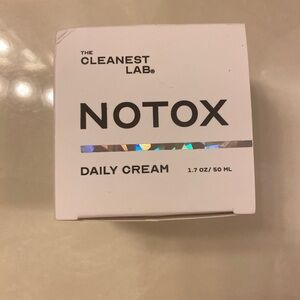 THE
CLEANEST
LAB®
NOTOX
DAILY CREAM 1.7 OZ/ 50 ML